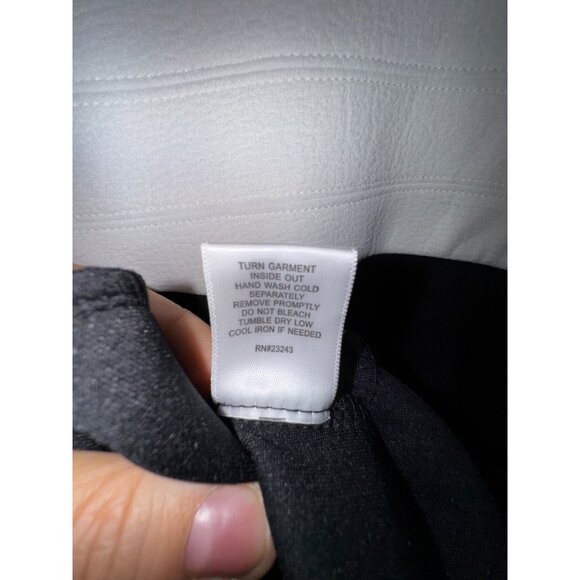 TURN GARMENT
INSIDE OUT
HAND WASH COLD
SEPARATELY
REMOVE PROMPTLY
DO NOT BLEACH
TUMBLE DRY LOW
COOL IRON IF NEEDED
RN#23243